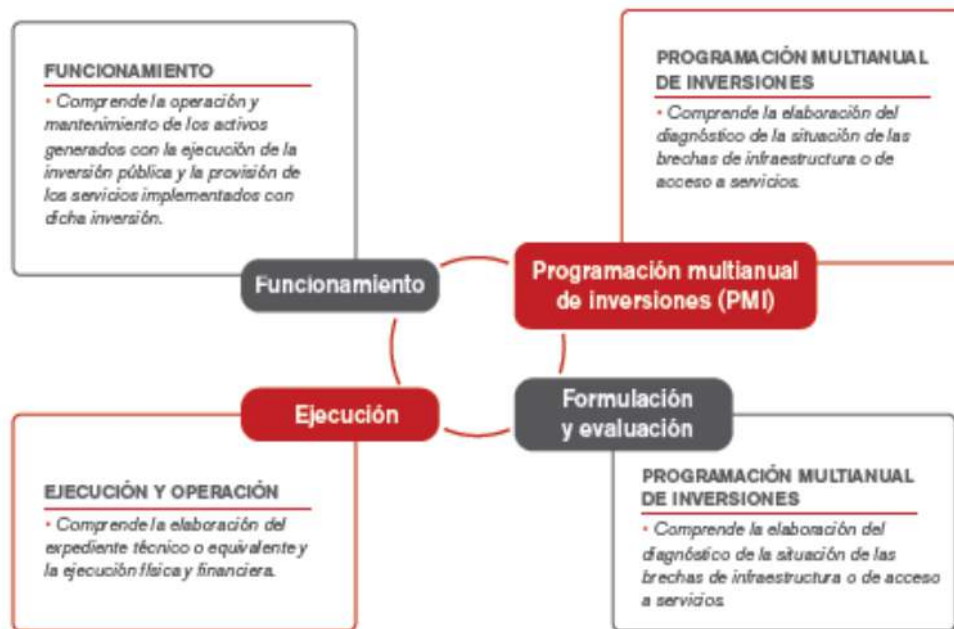 FUNCIONAMIENTO
• Comprende la operación y
mantenimiento de los activos
generados con la ejecución de la
inversión pública y la provisión de
los servicios implementados con
dicha inversión.
PROGRAMACIÓN MULTIANUAL
DE INVERSIONES
• Comprende la elaboración del
diagnóstico de la situación de las
brechas de infraestructura o de
acceso a servicios.
Funcionamiento
Programación multianual
de inversiones (PMI)
Ejecución
Formulación
y evaluación
EJECUCIÓN Y OPERACIÓN
• Comprende la elaboración del
expediente técnico o equivalente y
la ejecución física y financiera.
PROGRAMACIÓN MULTIANUAL
DE INVERSIONES
• Comprende la elaboración del
diagnóstico de la situación de las
brechas de infraestructura o de acceso
a servicios.